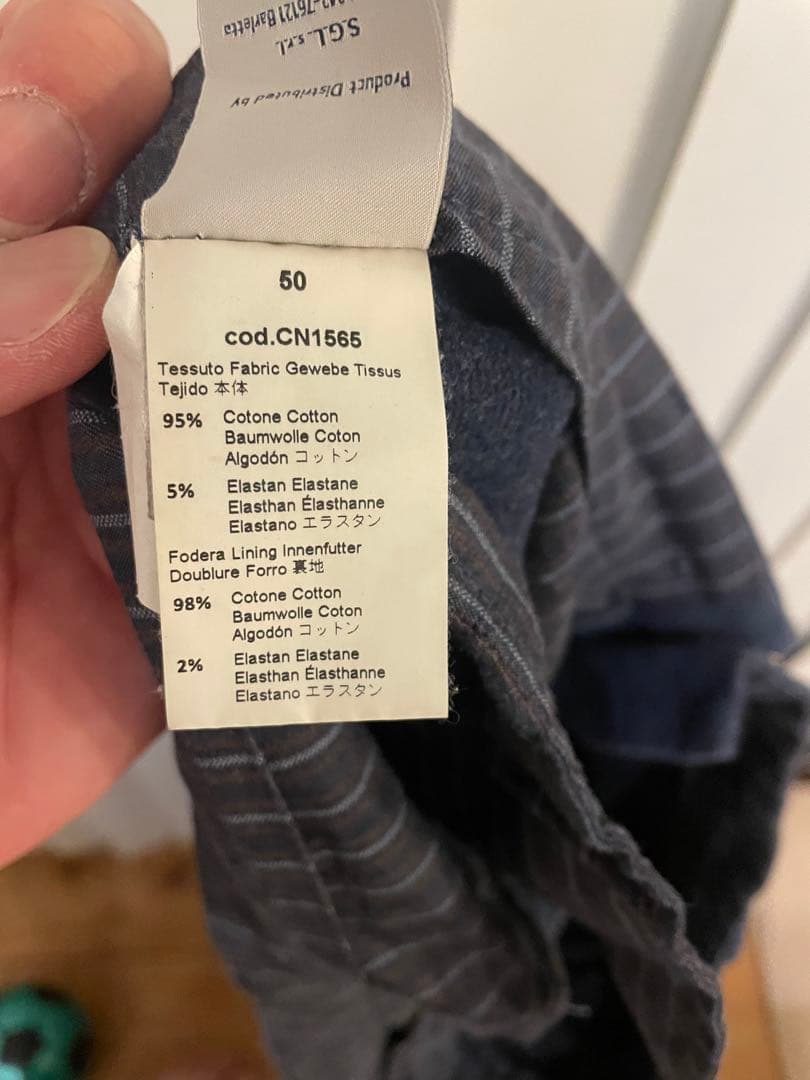 Product Distributed by
S.G.L. s.r.l.
76121 Barletta
50
cod.CN1565
Tessuto Fabric Gewebe Tissus
Tejido 本体
95% Cotone Cotton
Baumwolle Coton
Algodón コットン
5% Elastan Elastane
Elasthan Élasthanne
Elastano エラスタン
Fodera Lining Innenfutter
Doublure Forro 裏地
98% Cotone Cotton
Baumwolle Coton
Algodón コットン
2% Elastan Elastane
Elasthan Élasthanne
Elastano エラスタン